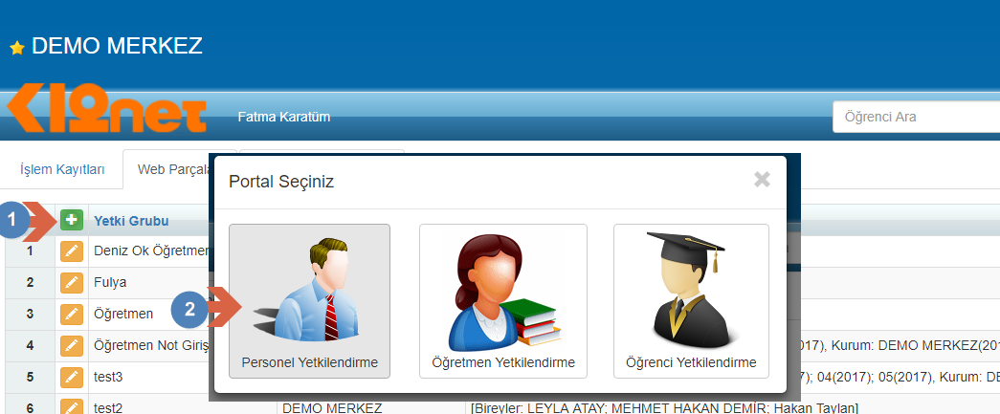 DEMO MERKEZ
K12net
Fatma Karatüm
Öğrenci Ara
İşlem Kayıtları
Web Parçala
Portal Seçiniz
1
Yetki Grubu
1 Deniz Ok Öğretmen
2 Fulya
3 Öğretmen
2
4 Öğretmen Not Giriş
2017), Kurum: DEMO MERKEZ(201
Personel Yetkilendirme
Öğretmen Yetkilendirme
Öğrenci Yetkilendirme
5 test3
7); 04(2017); 05(2017), Kurum: DE
6 test2 DEMO MERKEZ [Bireyler: LEYLA ATAY; MEHMET HAKAN DEMİR; Hakan Taylan]